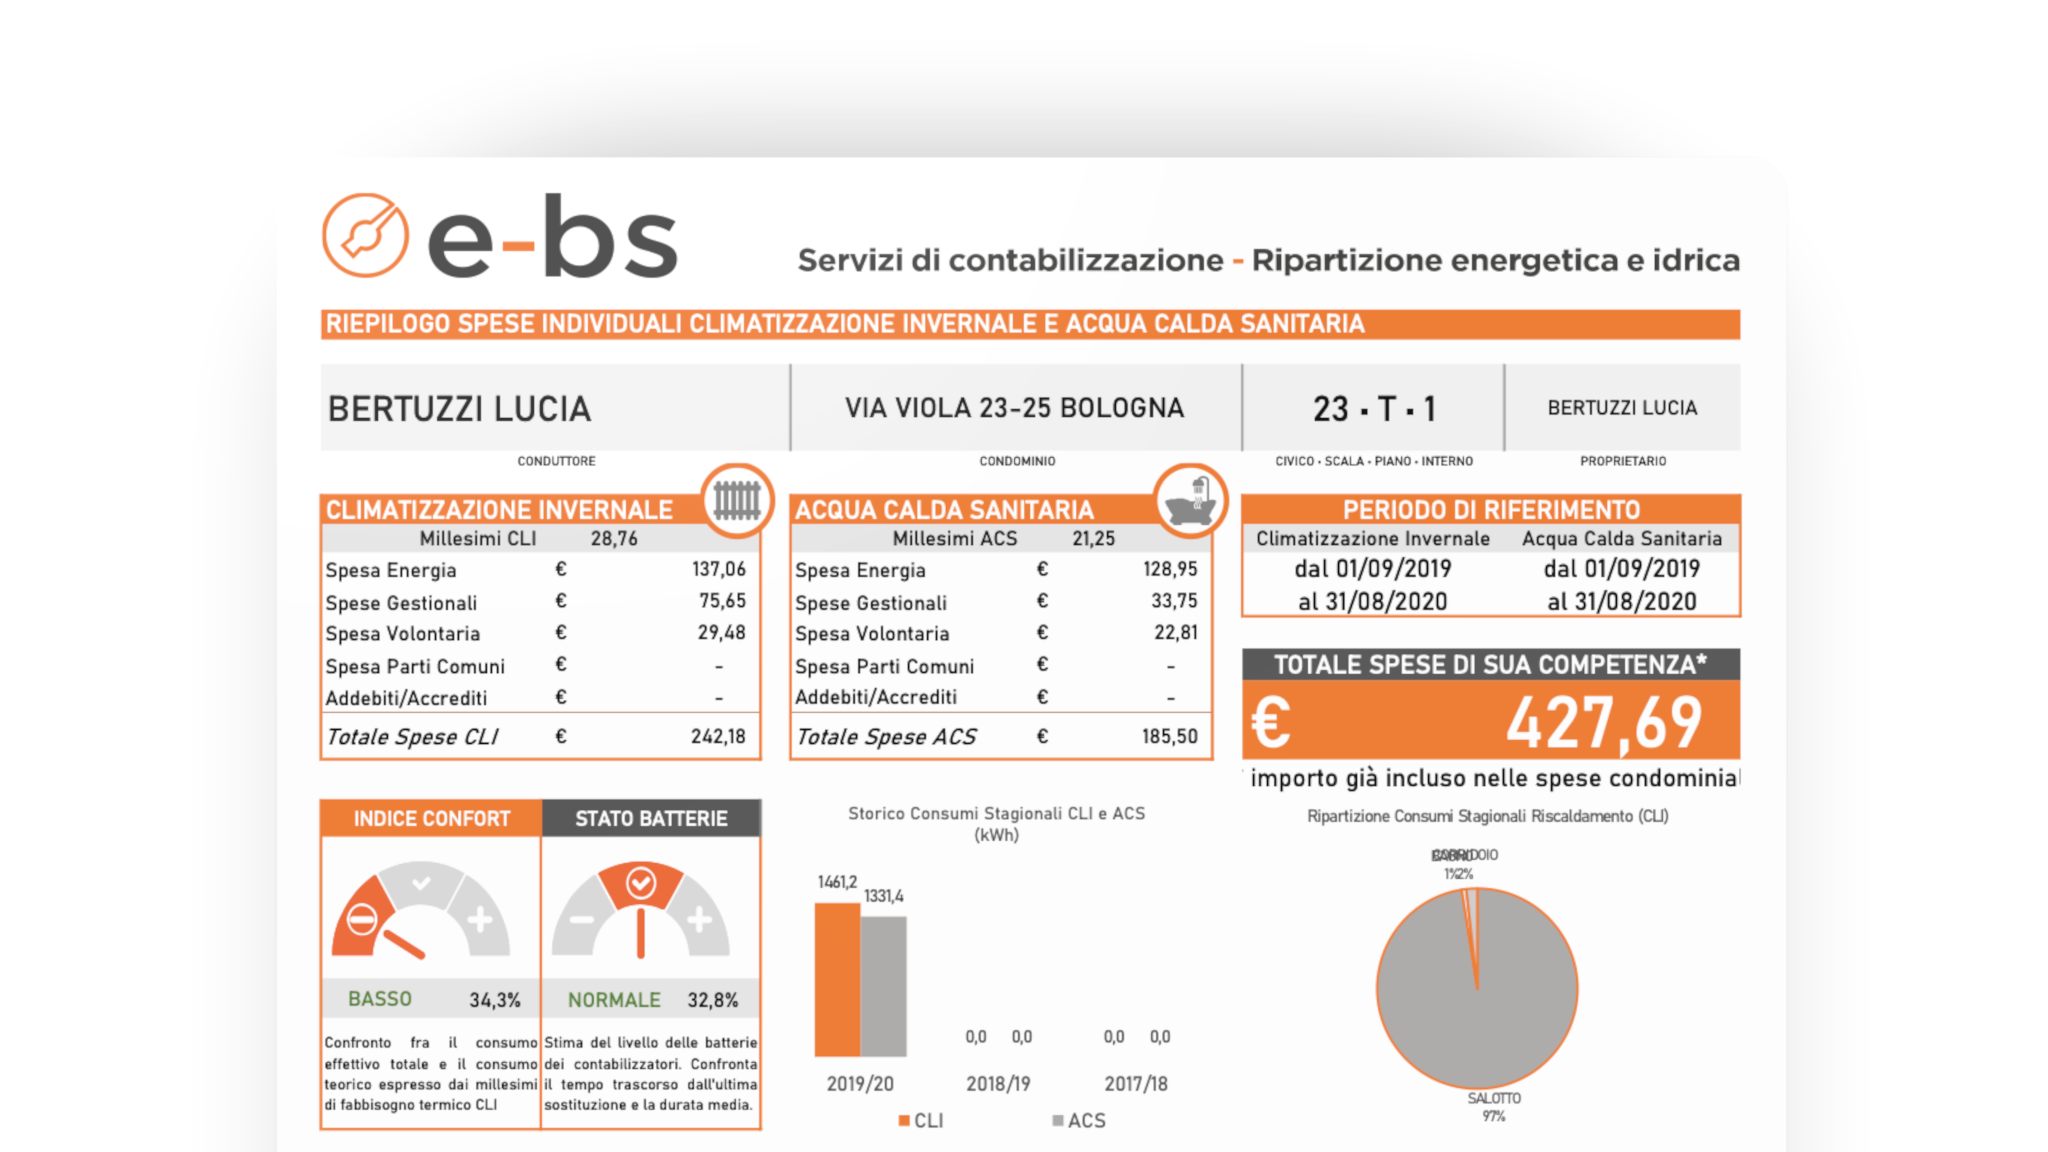 e-bs
Servizi di contabilizzazione - Ripartizione energetica e idrica
RIEPILOGO SPESE INDIVIDUALI CLIMATIZZAZIONE INVERNALE E ACQUA CALDA SANITARIA
BERTUZZI LUCIA
VIA VIOLA 23-25 BOLOGNA
23 · T · 1
BERTUZZI LUCIA
CONDUTTORE
CONDOMINIO
CIVICO · SCALA · PIANO · INTERNO
PROPRIETARIO
CLIMATIZZAZIONE INVERNALE
Millesimi CLI 28,76
Spesa Energia € 137,06
Spese Gestionali € 75,65
Spesa Volontaria € 29,48
Spesa Parti Comuni € -
Addebiti/Accrediti € -
Totale Spese CLI € 242,18
ACQUA CALDA SANITARIA
Millesimi ACS 21,25
Spesa Energia € 128,95
Spese Gestionali € 33,75
Spesa Volontaria € 22,81
Spesa Parti Comuni € -
Addebiti/Accrediti € -
Totale Spese ACS € 185,50
PERIODO DI RIFERIMENTO
Climatizzazione Invernale Acqua Calda Sanitaria
dal 01/09/2019 dal 01/09/2019
al 31/08/2020 al 31/08/2020
TOTALE SPESE DI SUA COMPETENZA*
€ 427,69
importo già incluso nelle spese condominial
INDICE CONFORT
BASSO 34,3%
Confronto fra il consumo
effettivo totale e il consumo
teorico espresso dai millesimi
di fabbisogno termico CLI
STATO BATTERIE
NORMALE 32,8%
Stima del livello delle batterie
dei contabilizzatori. Confronta
il tempo trascorso dall'ultima
sostituzione e la durata media.
Storico Consumi Stagionali CLI e ACS
(kWh)
1461,2
1331,4
0,0 0,0 0,0 0,0
2019/20 2018/19 2017/18
CLI ACS
Ripartizione Consumi Stagionali Riscaldamento (CLI)
CORRIDOIO
1% 2%
SALOTTO
97%